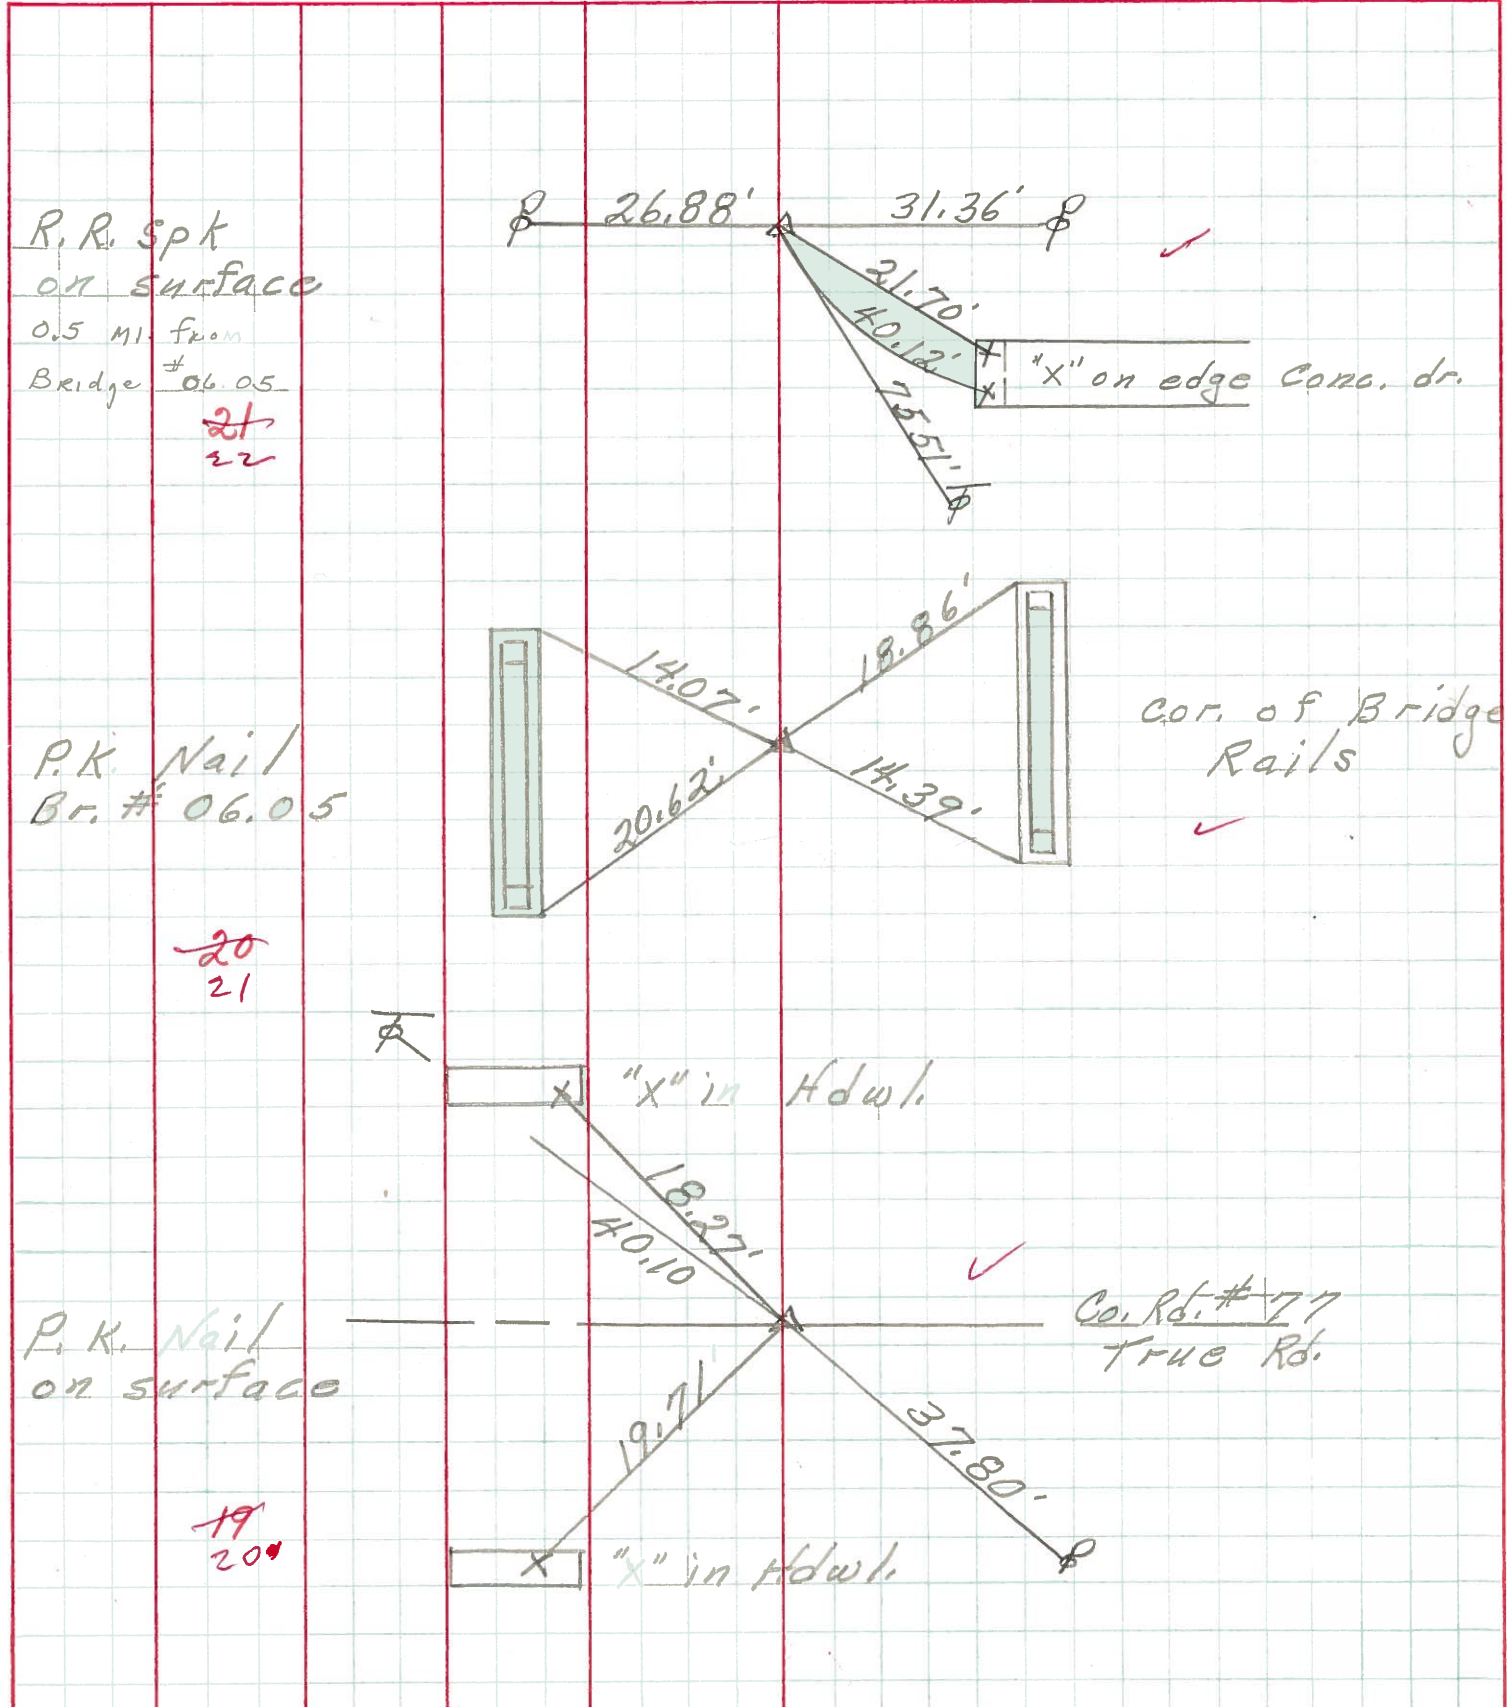 R.R. Spk
on surface
0.5 MI. from
Bridge #06.05
21
22
26.88'
31.36'
21.70'
40.12'
75.51'
"X" on edge Conc. dr.
P.K. Nail
Br. # 06.05
20
21
14.07'
18.86'
20.62'
14.39'
Cor. of Bridge
Rails
"X" in Hdwl.
18.27'
40.10
P.K. Nail
on surface
19
20
Co. Rd. #77
True Rd.
19.71'
37.80'
"X" in Hdwl.